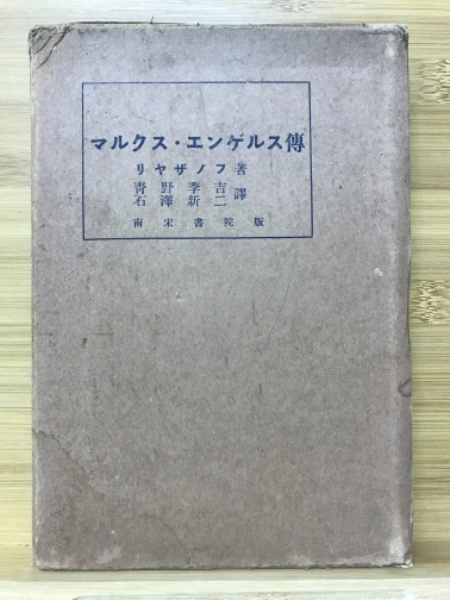 マルクス・エンゲルス傳
リヤザノフ著
青野季吉
石澤新二 譯
南宋書院版